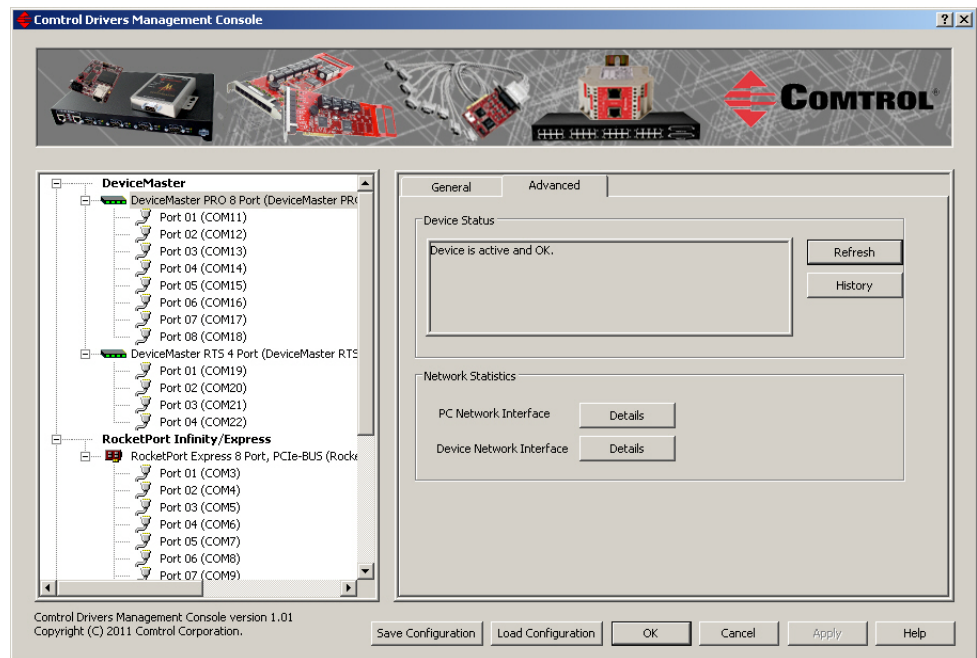 Comtrol Drivers Management Console
COMTROL
DeviceMaster
DeviceMaster PRO 8 Port (DeviceMaster PR
Port 01 (COM11)
Port 02 (COM12)
Port 03 (COM13)
Port 04 (COM14)
Port 05 (COM15)
Port 06 (COM16)
Port 07 (COM17)
Port 08 (COM18)
DeviceMaster RTS 4 Port (DeviceMaster RTS
Port 01 (COM19)
Port 02 (COM20)
Port 03 (COM21)
Port 04 (COM22)
RocketPort Infinity/Express
RocketPort Express 8 Port, PCIe-BUS (Rocke
Port 01 (COM3)
Port 02 (COM4)
Port 03 (COM5)
Port 04 (COM6)
Port 05 (COM7)
Port 06 (COM8)
Port 07 (COM9)
General Advanced
Device Status
Device is active and OK.
Refresh
History
Network Statistics
PC Network Interface Details
Device Network Interface Details
Comtrol Drivers Management Console version 1.01
Copyright (C) 2011 Comtrol Corporation.
Save Configuration Load Configuration OK Cancel Apply Help